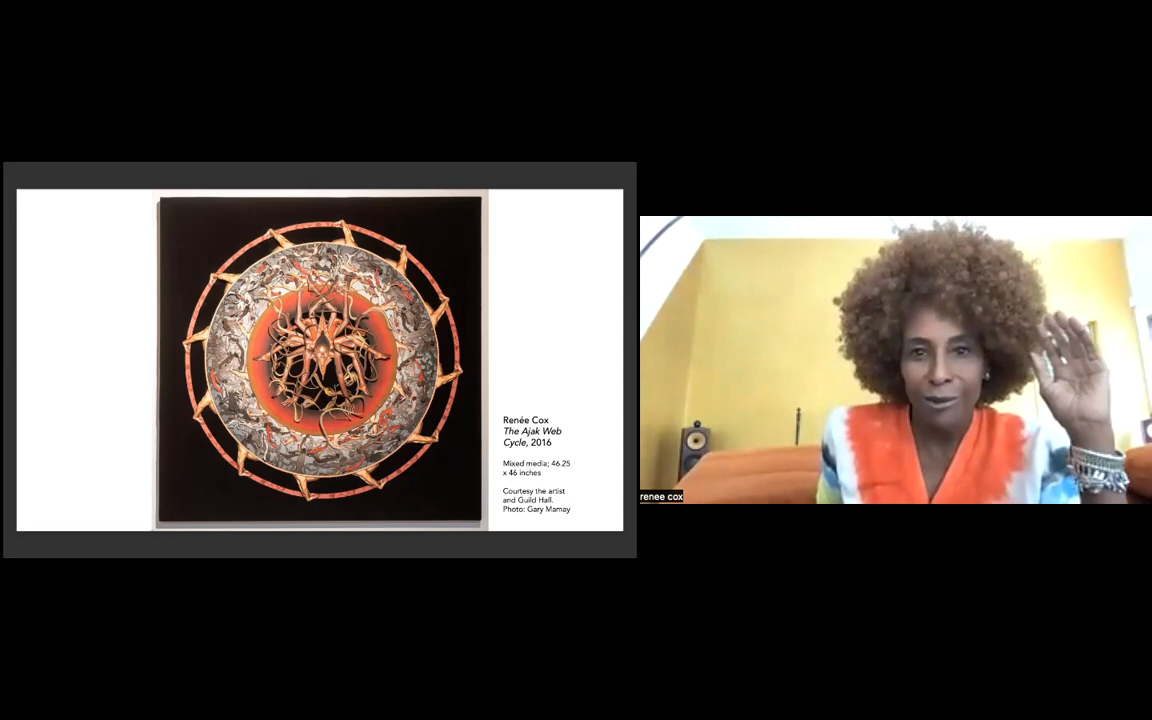 Renée Cox
The Ajak Web
Cycle, 2016
Mixed media; 46.25
x 46 inches
Courtesy the artist
and Guild Hall.
Photo: Gary Mamay
renee cox